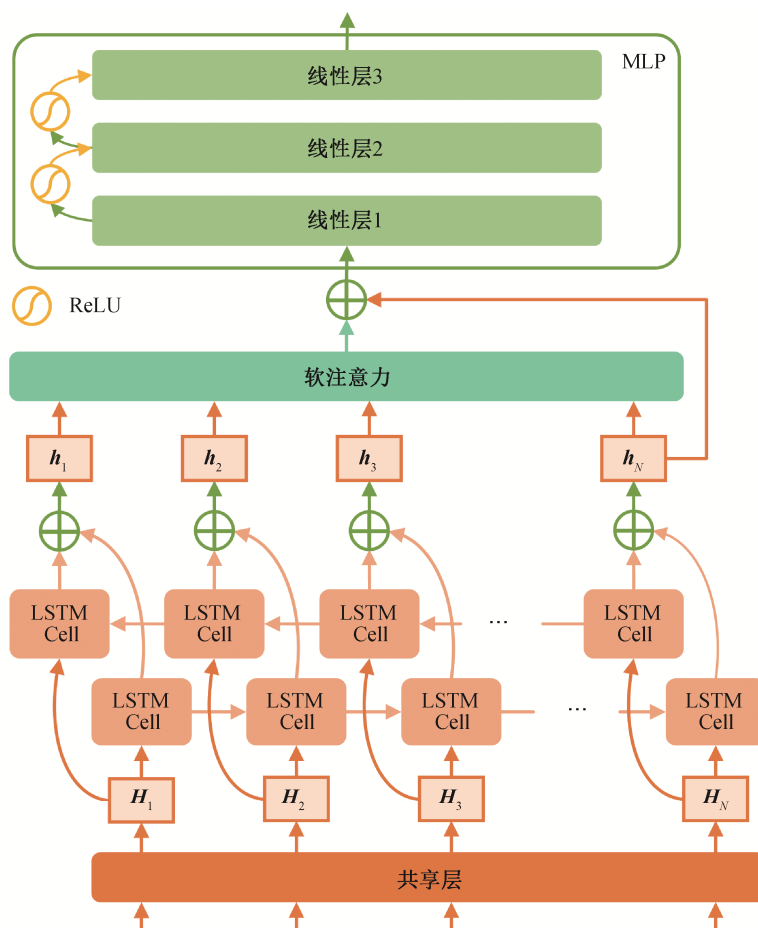 MLP
线性层3
线性层2
线性层1
ReLU
软注意力
h1 h2 h3 hN
LSTM Cell LSTM Cell LSTM Cell ... LSTM Cell
LSTM Cell LSTM Cell LSTM Cell ... LSTM Cell
H1 H2 H3 HN
共享层